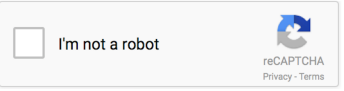 I'm not a robot
reCAPTCHA
Privacy - Terms